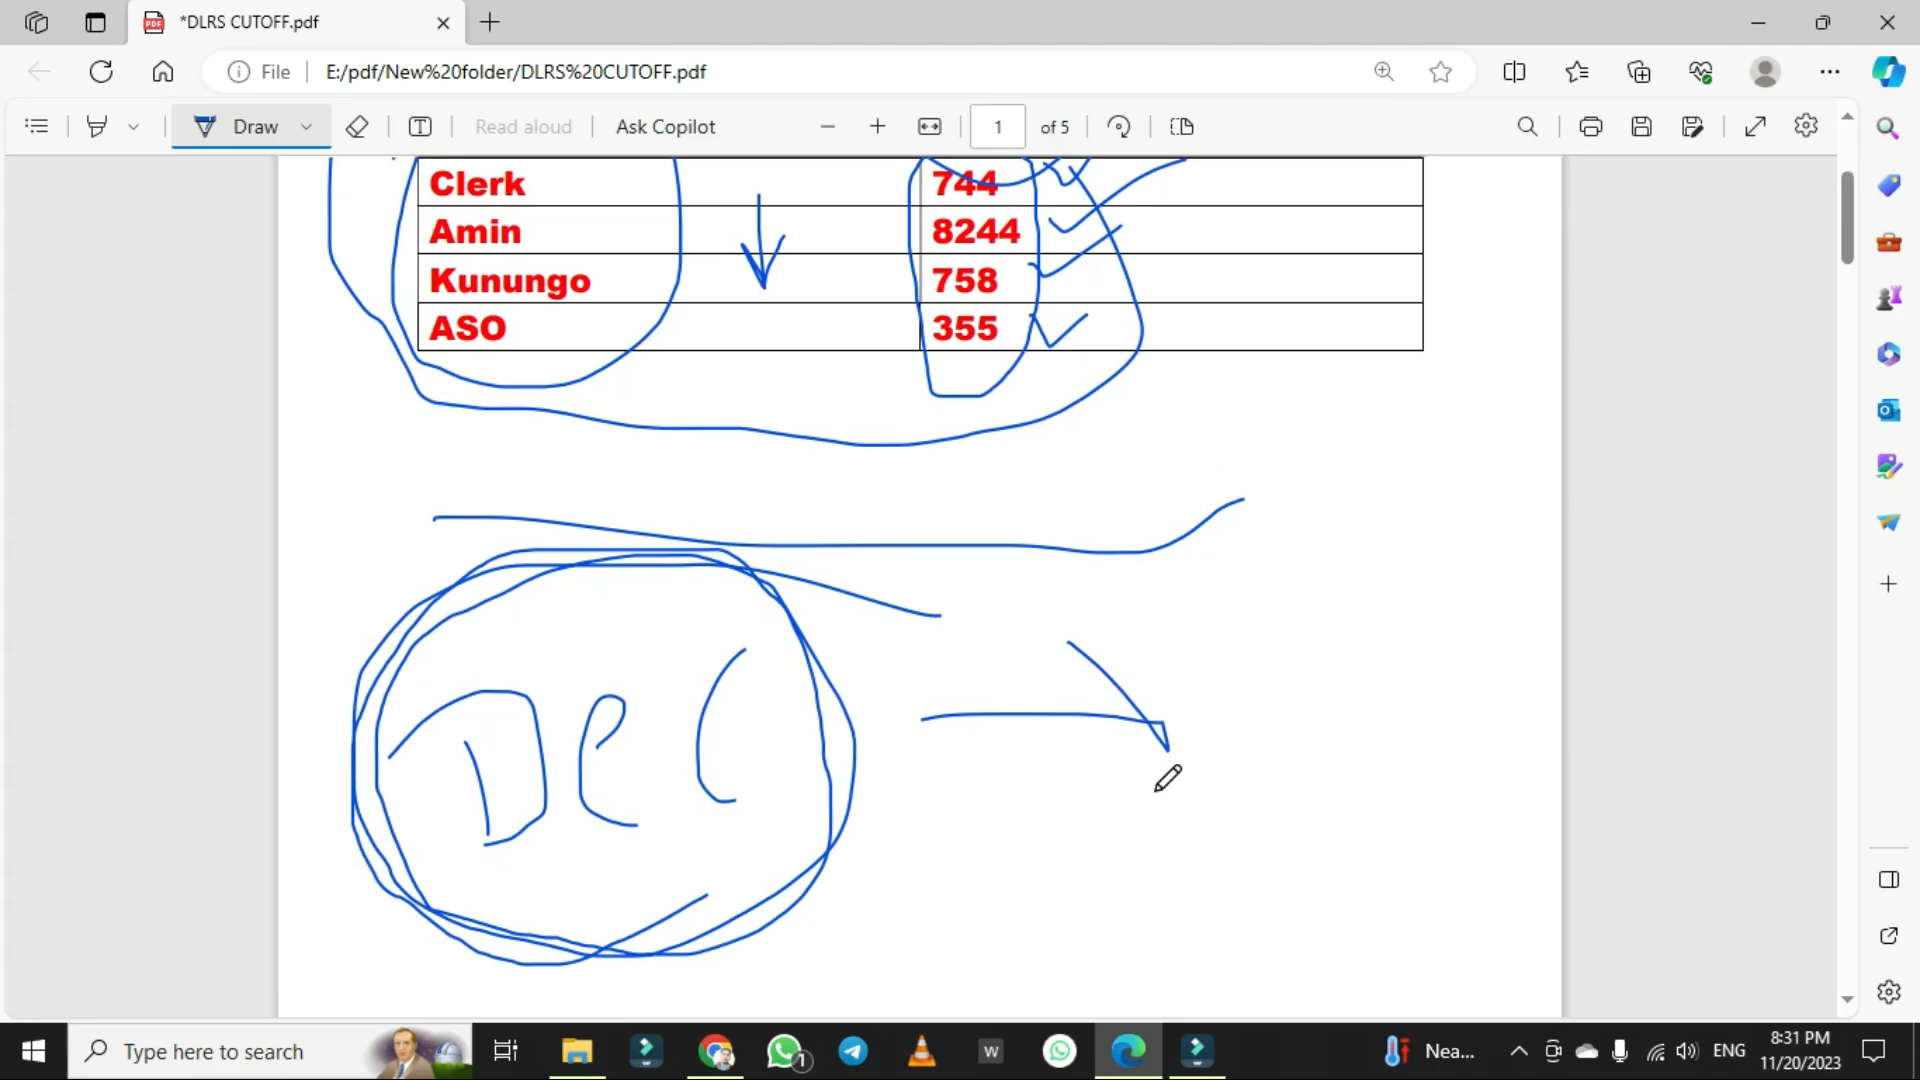 *DLRS CUTOFF.pdf
File E:/pdf/New%20folder/DLRS%20CUTOFF.pdf
Draw Read aloud Ask Copilot 1 of 5
Clerk 744
Amin 8244
Kunungo 758
ASO 355
DEC
Type here to search W 1 Nea... ENG 8:31 PM
11/20/2023